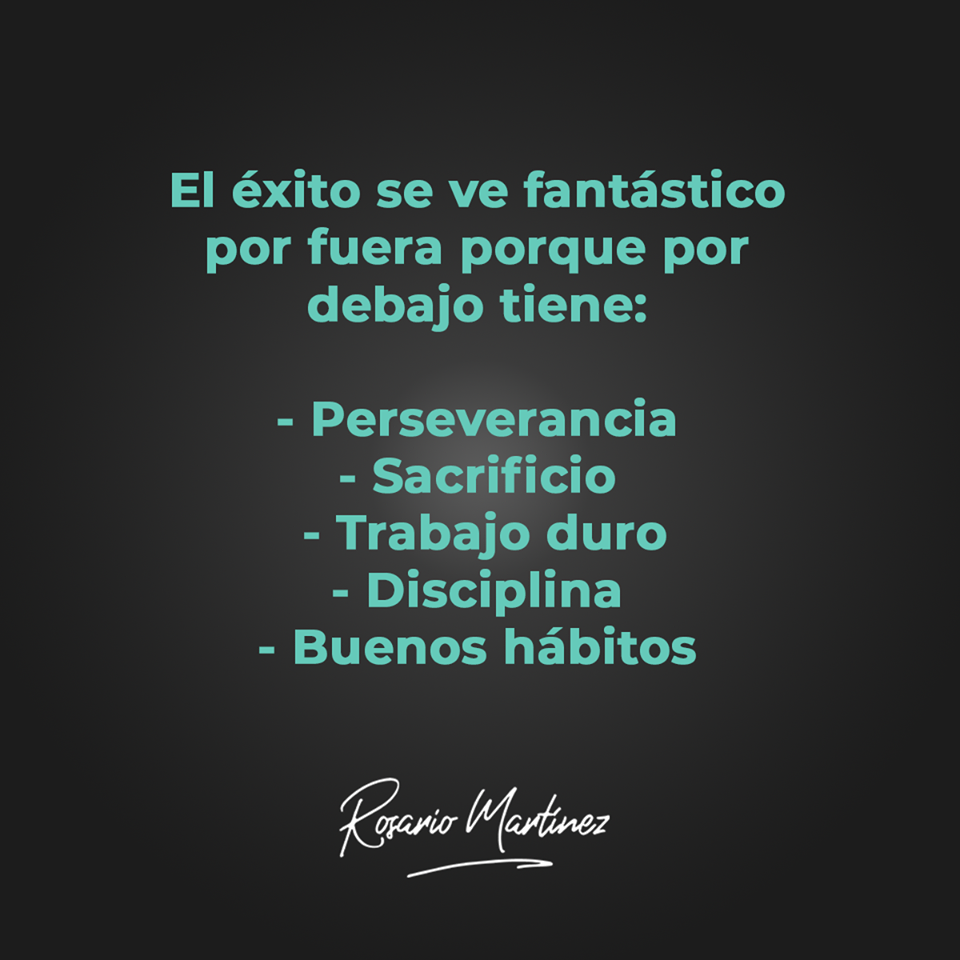 El éxito se ve fantástico
por fuera porque por
debajo tiene:
- Perseverancia
- Sacrificio
- Trabajo duro
- Disciplina
- Buenos hábitos
Rosario Martínez